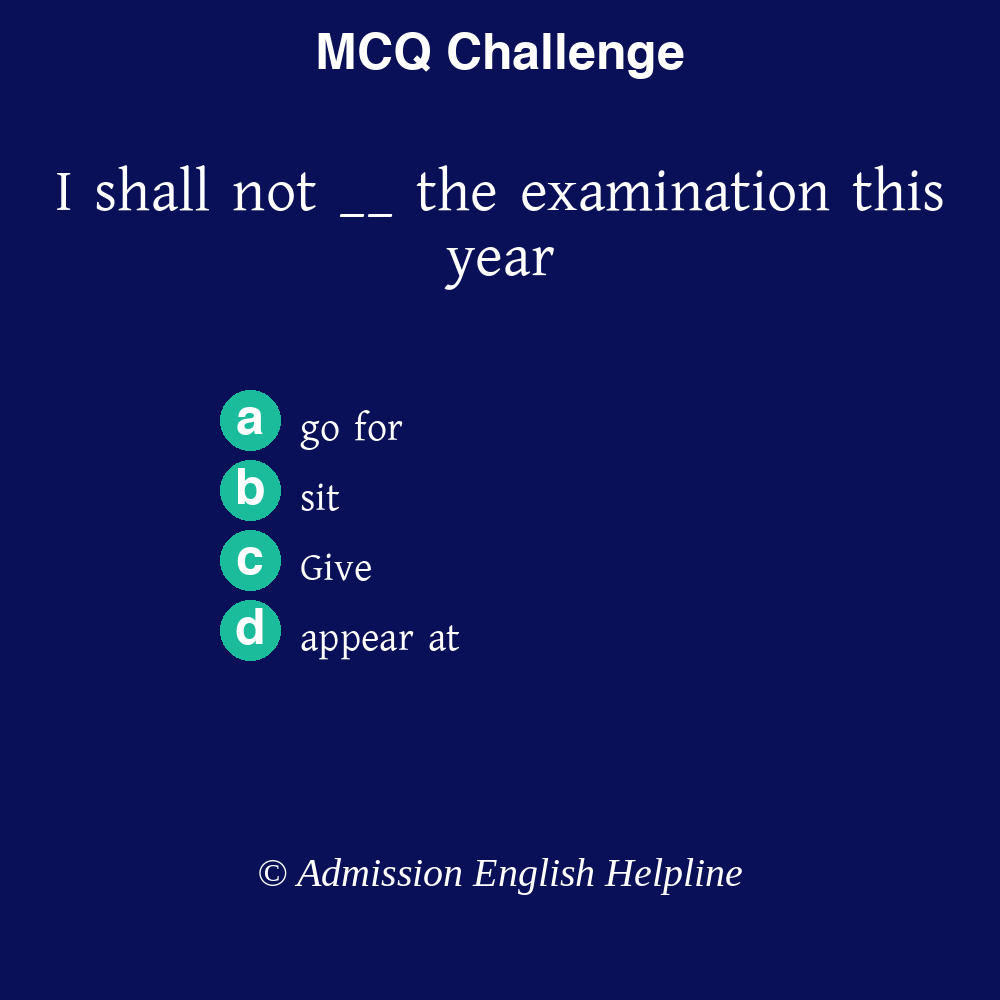 MCQ Challenge
I shall not __ the examination this
year
a go for
b sit
c Give
d appear at
© Admission English Helpline